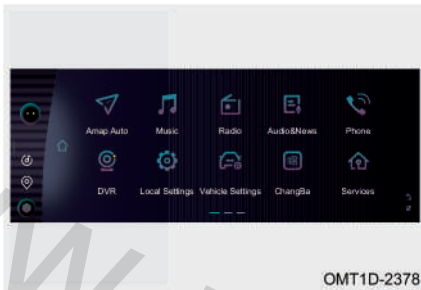 Amap Auto Music Radio Audio&News Phone
DVR Local Settings Vehicle Settings ChangBa Services
OMT1D-2378